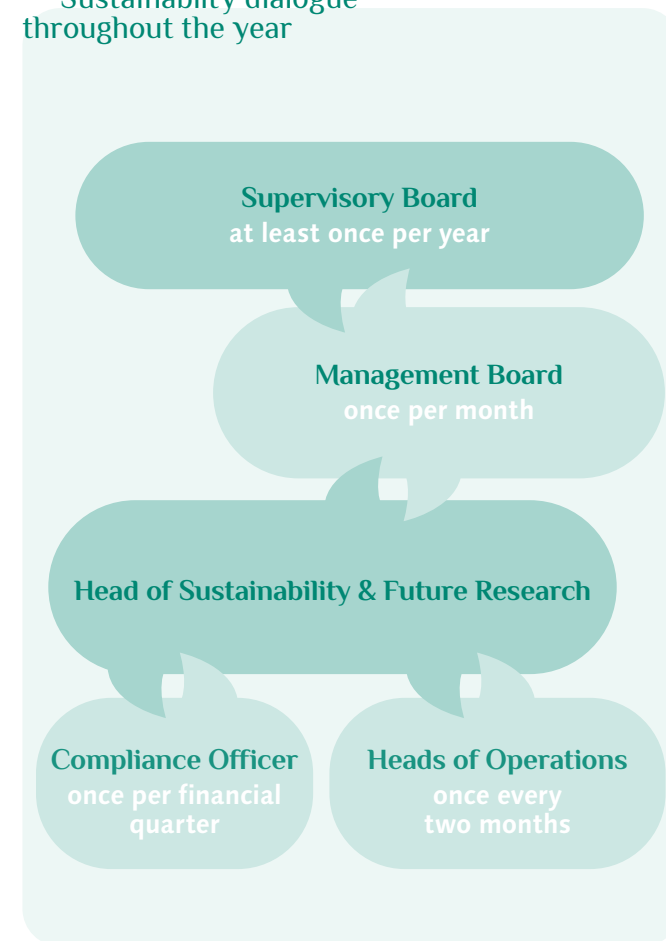 Sustainability dialogue
throughout the year
Supervisory Board
at least once per year
Management Board
once per month
Head of Sustainability & Future Research
Compliance Officer
once per financial
quarter
Heads of Operations
once every
two months